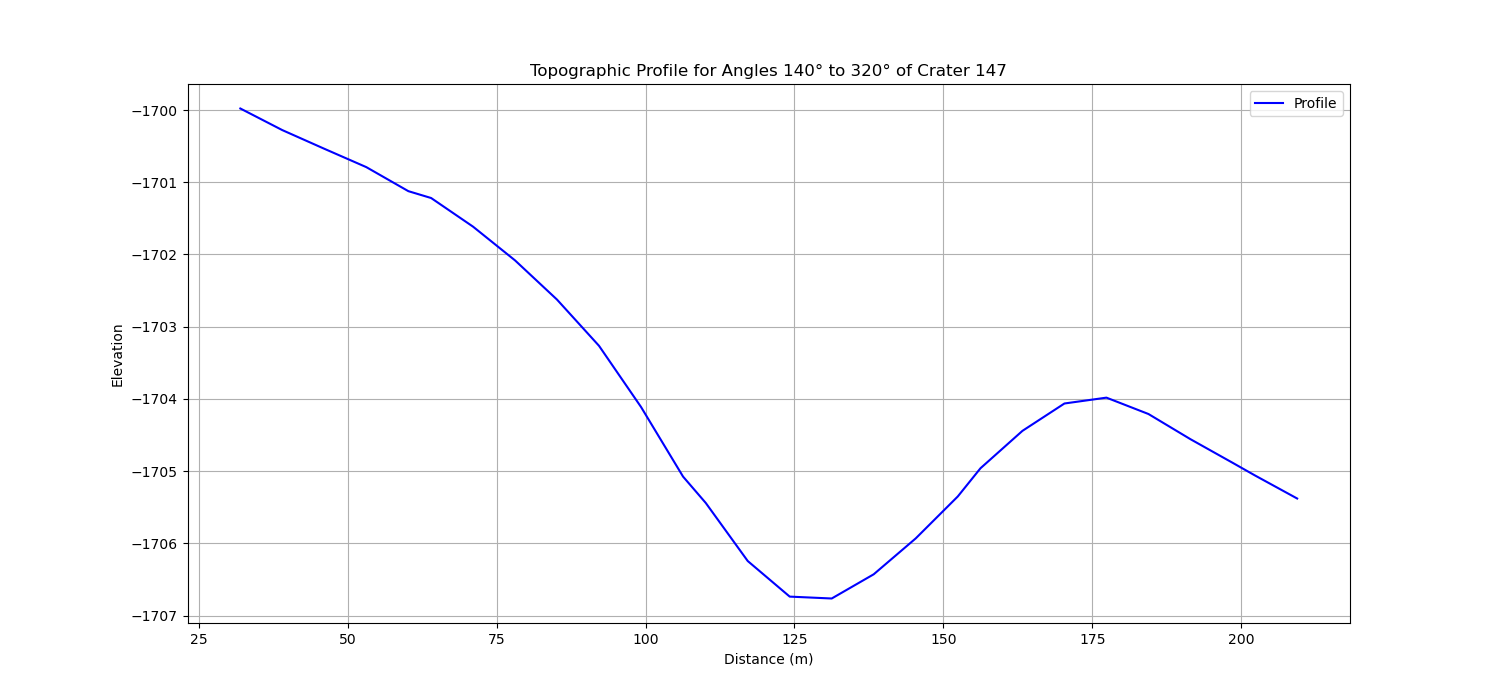 Topographic Profile for Angles 140° to 320° of Crater 147
Profile
−1700
−1701
−1702
−1703
−1704
−1705
−1706
−1707
Elevation
25 50 75 100 125 150 175 200
Distance (m)